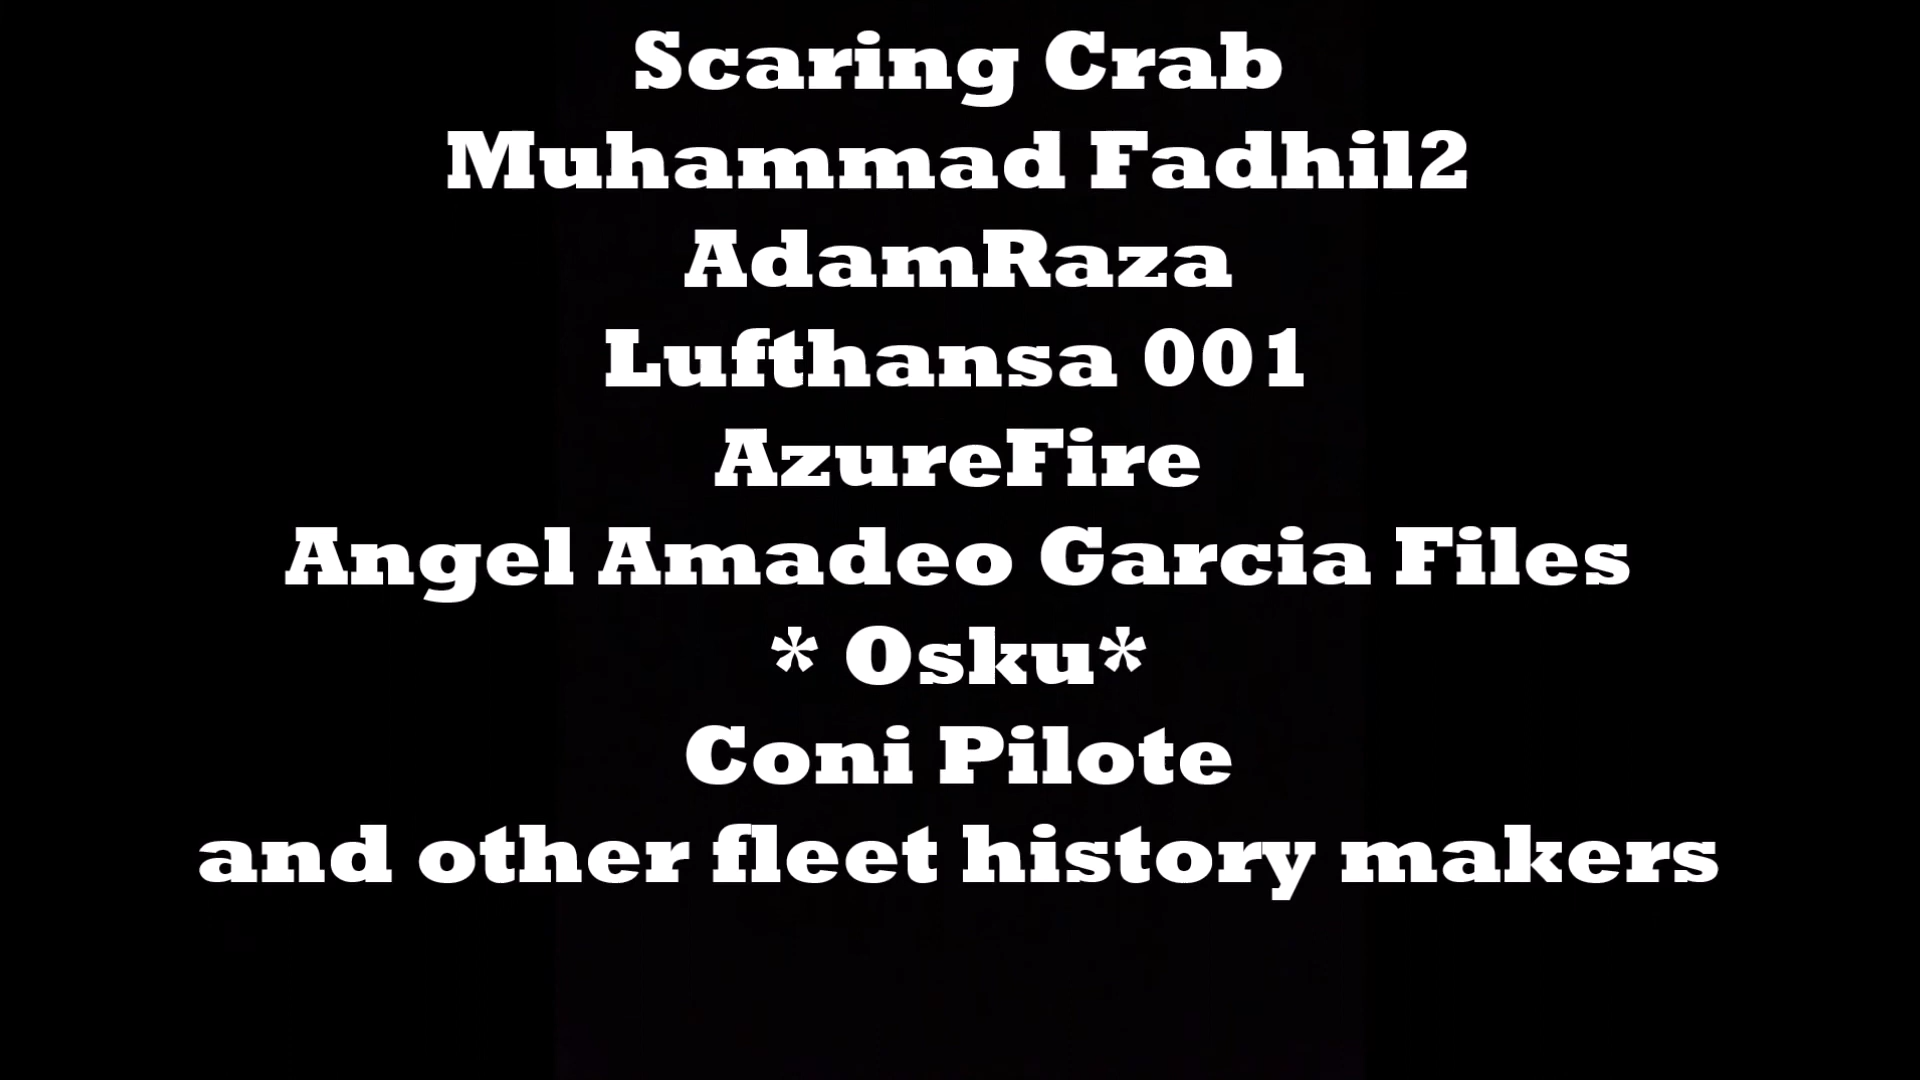 Scaring Crab
Muhammad Fadhil2
AdamRaza
Lufthansa 001
AzureFire
Angel Amadeo Garcia Files
* Osku*
Coni Pilote
and other fleet history makers